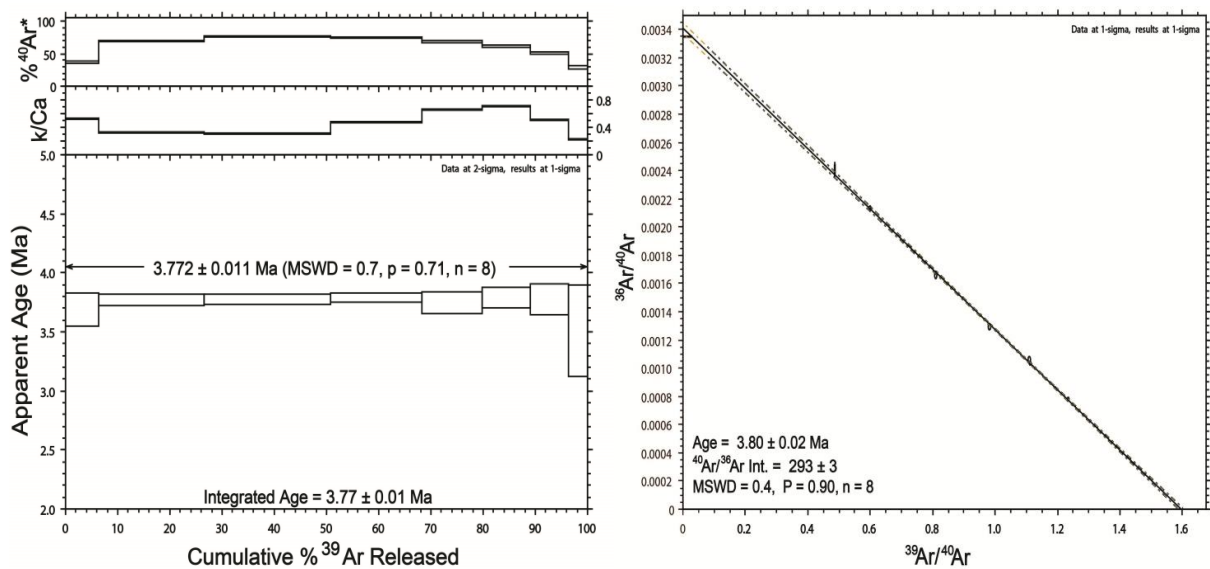 % 40Ar*
100
50
0
k/Ca
0.8
0.4
0
Data at 2-sigma, results at 1-sigma
Apparent Age (Ma)
5.0
4.5
4.0
3.5
3.0
2.5
2.0
3.772 ± 0.011 Ma (MSWD = 0.7, p = 0.71, n = 8)
Integrated Age = 3.77 ± 0.01 Ma
0 10 20 30 40 50 60 70 80 90 100
Cumulative % 39Ar Released
Data at 1-sigma, results at 1-sigma
36Ar/40Ar
0.0034
0.0032
0.0030
0.0028
0.0026
0.0024
0.0022
0.0020
0.0018
0.0016
0.0014
0.0012
0.0010
0.0008
0.0006
0.0004
0.0002
0
Age = 3.80 ± 0.02 Ma
40Ar/36Ar Int. = 293 ± 3
MSWD = 0.4, P = 0.90, n = 8
0 0.2 0.4 0.6 0.8 1.0 1.2 1.4 1.6
39Ar/40Ar